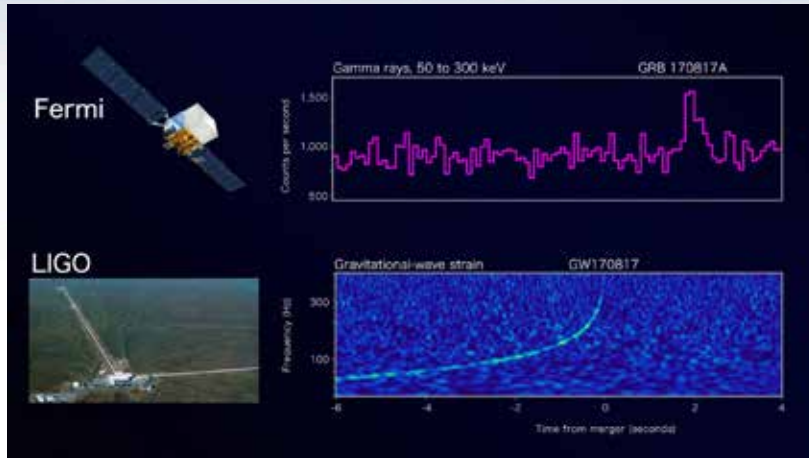 Gamma rays, 50 to 300 keV GRB 170817A
Fermi
Counts per second
1,500
1,000
500
LIGO
Gravitational-wave strain GW170817
Frequency (Hz)
300
100
-6 -4 -2 0 2 4
Time from merger (seconds)